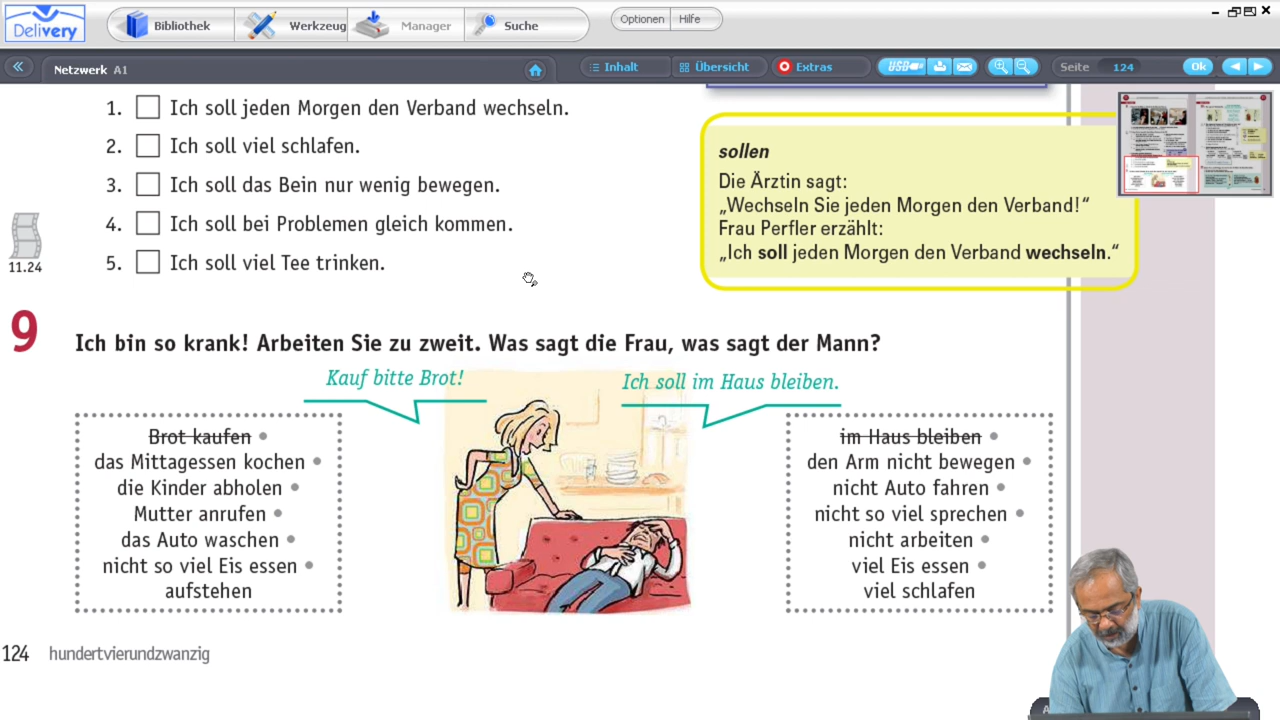 Delivery
Bibliothek
Werkzeug
Manager
Suche
Optionen
Hilfe
Netzwerk A1
Inhalt
Übersicht
Extras
USB
Seite 124 Ok
1. Ich soll jeden Morgen den Verband wechseln.
2. Ich soll viel schlafen.
3. Ich soll das Bein nur wenig bewegen.
4. Ich soll bei Problemen gleich kommen.
5. Ich soll viel Tee trinken.
11.24
sollen
Die Ärztin sagt:
„Wechseln Sie jeden Morgen den Verband!“
Frau Perfler erzählt:
„Ich soll jeden Morgen den Verband wechseln.“
9
Ich bin so krank! Arbeiten Sie zu zweit. Was sagt die Frau, was sagt der Mann?
Kauf bitte Brot!
Ich soll im Haus bleiben.
Brot kaufen •
das Mittagessen kochen •
die Kinder abholen •
Mutter anrufen •
das Auto waschen •
nicht so viel Eis essen •
aufstehen
im Haus bleiben •
den Arm nicht bewegen •
nicht Auto fahren •
nicht so viel sprechen •
nicht arbeiten •
viel Eis essen •
viel schlafen
124 hundertvierundzwanzig